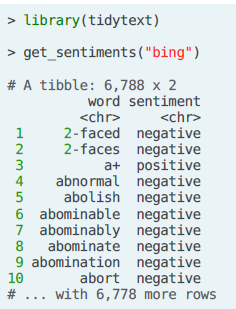 > library(tidytext)
> get_sentiments("bing")
# A tibble: 6,788 x 2
word sentiment
<chr> <chr>
1 2-faced negative
2 2-faces negative
3 a+ positive
4 abnormal negative
5 abolish negative
6 abominable negative
7 abominably negative
8 abominate negative
9 abomination negative
10 abort negative
# ... with 6,778 more rows